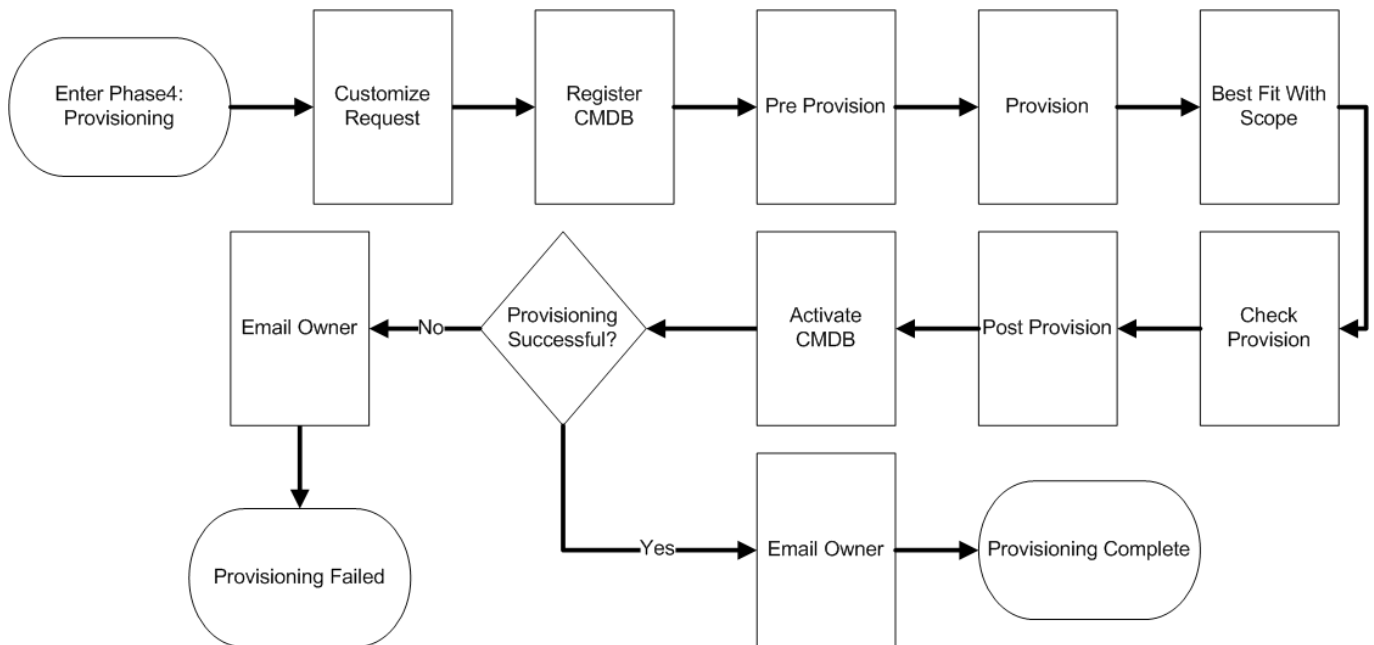 Enter Phase4:
Provisioning
Customize
Request
Register
CMDB
Pre Provision
Provision
Best Fit With
Scope
Check
Provision
Post Provision
Activate
CMDB
Provisioning
Successful?
No
Email Owner
Provisioning Failed
Yes
Email Owner
Provisioning Complete